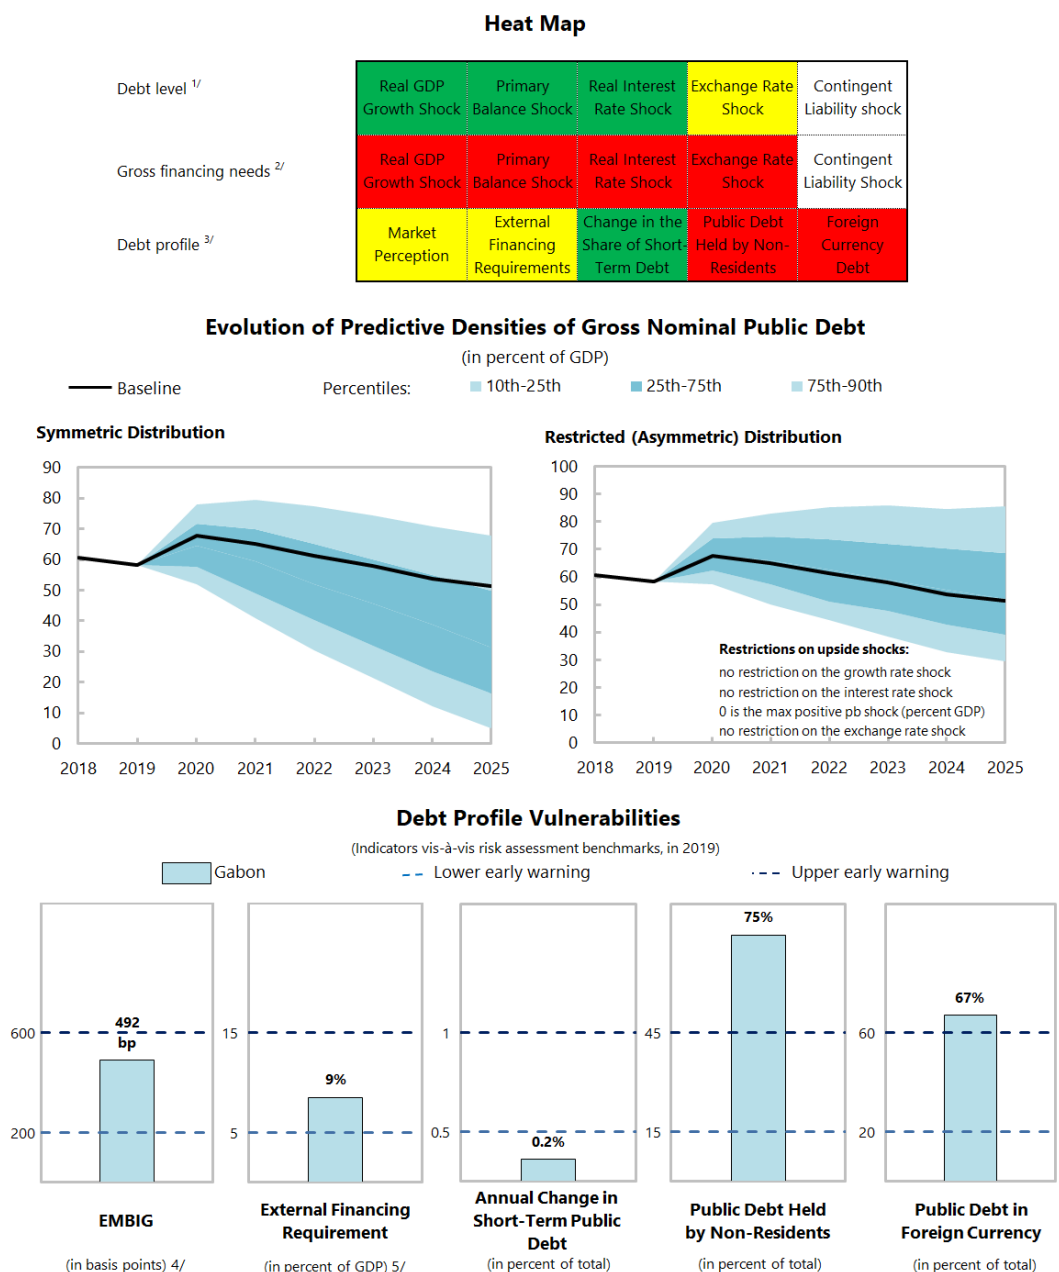 Heat Map
Debt level 1/
Real GDP
Growth Shock
Primary
Balance Shock
Real Interest
Rate Shock
Exchange Rate
Shock
Contingent
Liability shock
Gross financing needs 2/
Real GDP
Growth Shock
Primary
Balance Shock
Real Interest
Rate Shock
Exchange Rate
Shock
Contingent
Liability Shock
Debt profile 3/
Market
Perception
External
Financing
Requirements
Change in the
Share of Short-
Term Debt
Public Debt
Held by Non-
Residents
Foreign
Currency
Debt
Evolution of Predictive Densities of Gross Nominal Public Debt
(in percent of GDP)
Baseline
Percentiles:
10th-25th
25th-75th
75th-90th
Symmetric Distribution
90
80
70
60
50
40
30
20
10
0
2018 2019 2020 2021 2022 2023 2024 2025
Restricted (Asymmetric) Distribution
100
90
80
70
60
50
40
30
20
10
0
Restrictions on upside shocks:
no restriction on the growth rate shock
no restriction on the interest rate shock
0 is the max positive pb shock (percent GDP)
no restriction on the exchange rate shock
2018 2019 2020 2021 2022 2023 2024 2025
Debt Profile Vulnerabilities
(Indicators vis-à-vis risk assessment benchmarks, in 2019)
Gabon
Lower early warning
Upper early warning
600
200
492
bp
EMBIG
(in basis points) 4/
15
5
9%
External Financing
Requirement
(in percent of GDP) 5/
1
0.5
0.2%
Annual Change in
Short-Term Public
Debt
(in percent of total)
45
15
75%
Public Debt Held
by Non-Residents
(in percent of total)
60
20
67%
Public Debt in
Foreign Currency
(in percent of total)